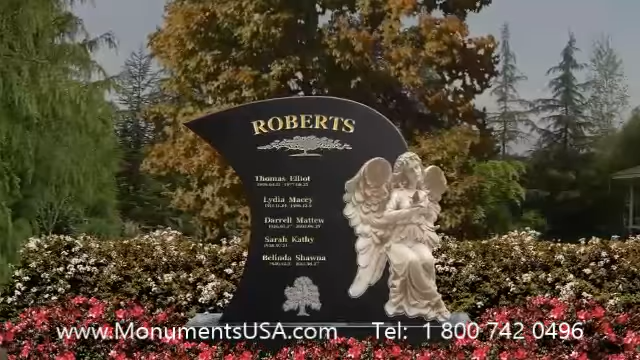 ROBERTS
Thomas Elliot
Lydia Macey
Darrell Mattew
Sarah Kathy
Belinda Shawna
www.MonumentsUSA.com Tel: 1 800 742 0496